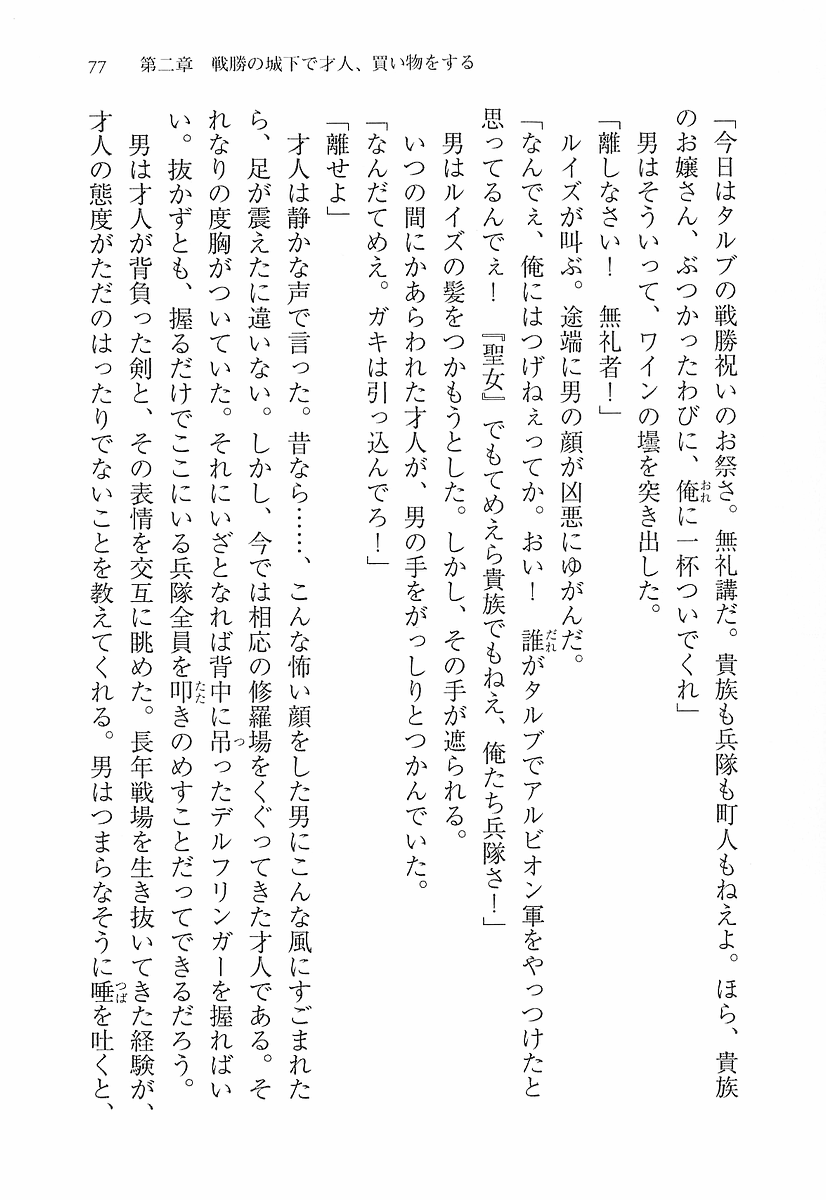 77　第二章　戦勝の城下で才人、買い物をする
「今日はタルブの戦勝祝いのお祭さ。無礼講だ。貴族も兵隊も町人もねえよ。ほら、貴族
のお嬢さん、ぶつかったわびに、俺に一杯ついでくれ」
　男はそういって、ワインの壜を突き出した。
「離しなさい！　無礼者！」
　ルイズが叫ぶ。途端に男の顔が凶悪にゆがんだ。
「なんでぇ、俺にはつげねぇってか。おい！　誰がタルブでアルビオン軍をやっつけたと
思ってるんでぇ！　『聖女』でもてめえら貴族でもねえ、俺たち兵隊さ！」
　男はルイズの髪をつかもうとした。しかし、その手が遮られる。
　いつの間にかあらわれた才人が、男の手をがっしりとつかんでいた。
「なんだてめえ。ガキは引っ込んでろ！」
「離せよ」
　才人は静かな声で言った。昔なら……、こんな怖い顔をした男にこんな風にすごまれた
ら、足が震えたに違いない。しかし、今では相応の修羅場をくぐってきた才人である。そ
れなりの度胸がついていた。それにいざとなれば背中に吊ったデルフリンガーを握ればい
い。抜かずとも、握るだけでここにいる兵隊全員を叩きのめすことだってできるだろう。
　男は才人が背負った剣と、その表情を交互に眺めた。長年戦場を生き抜いてきた経験が、
才人の態度がただのはったりでないことを教えてくれる。男はつまらなそうに唾を吐くと、